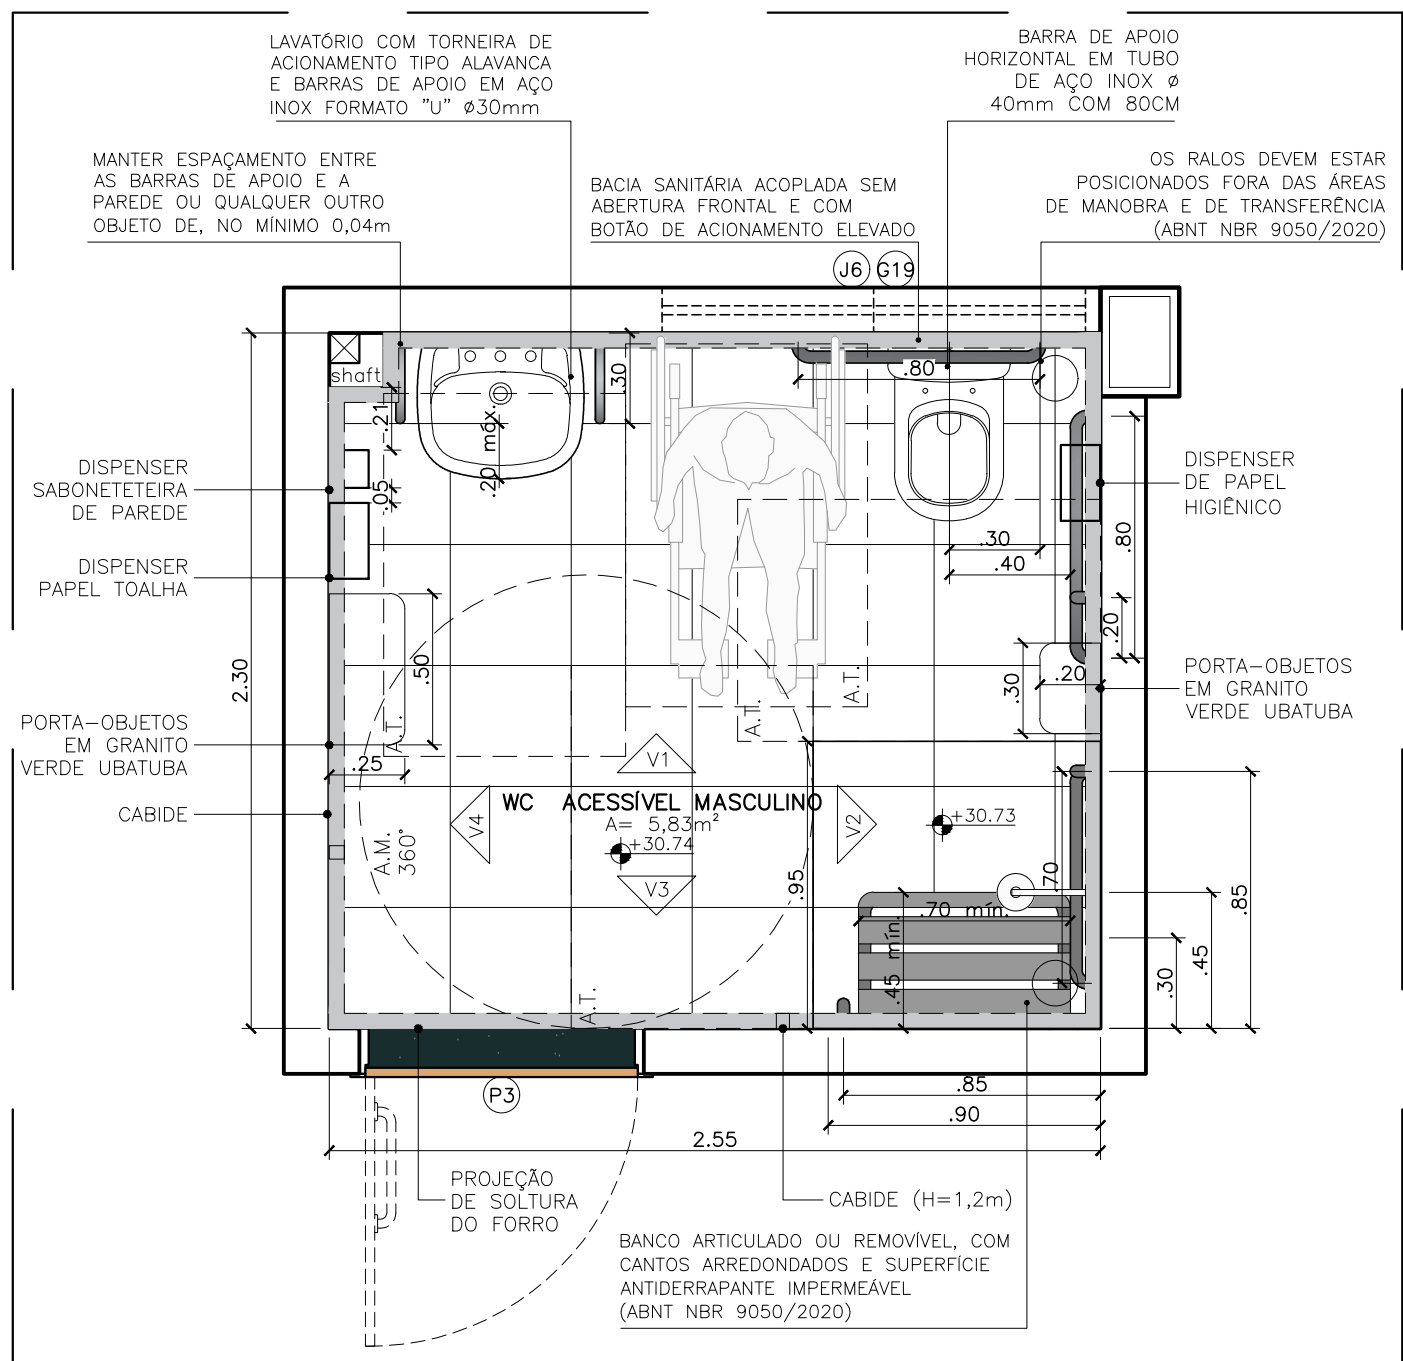 LAVATÓRIO COM TORNEIRA DE
ACIONAMENTO TIPO ALAVANCA
E BARRAS DE APOIO EM AÇO
INOX FORMATO "U" ø30mm
BARRA DE APOIO
HORIZONTAL EM TUBO
DE AÇO INOX ø
40mm COM 80CM
MANTER ESPAÇAMENTO ENTRE
AS BARRAS DE APOIO E A
PAREDE OU QUALQUER OUTRO
OBJETO DE, NO MÍNIMO 0,04m
BACIA SANITÁRIA ACOPLADA SEM
ABERTURA FRONTAL E COM
BOTÃO DE ACIONAMENTO ELEVADO
OS RALOS DEVEM ESTAR
POSICIONADOS FORA DAS ÁREAS
DE MANOBRA E DE TRANSFERÊNCIA
(ABNT NBR 9050/2020)
J6
G19
shaft
.30
.80
.21
.20 máx.
.05
DISPENSER
SABONETETEIRA
DE PAREDE
DISPENSER
PAPEL TOALHA
DISPENSER
DE PAPEL
HIGIÊNICO
.30
.40
.80
.20
2.30
.50
A.T.
.25
A.T.
A.T.
.30
.20
PORTA-OBJETOS
EM GRANITO
VERDE UBATUBA
PORTA-OBJETOS
EM GRANITO
VERDE UBATUBA
CABIDE
V1
WC ACESSÍVEL MASCULINO
A= 5,83m²
+30.74
V4
V2
V3
+30.73
A.M.
360°
.95
.70
.70 mín.
.45 mín.
.85
.45
.30
A.T.
P3
.85
.90
2.55
PROJEÇÃO
DE SOLTURA
DO FORRO
CABIDE (H=1,2m)
BANCO ARTICULADO OU REMOVÍVEL, COM
CANTOS ARREDONDADOS E SUPERFÍCIE
ANTIDERRAPANTE IMPERMEÁVEL
(ABNT NBR 9050/2020)